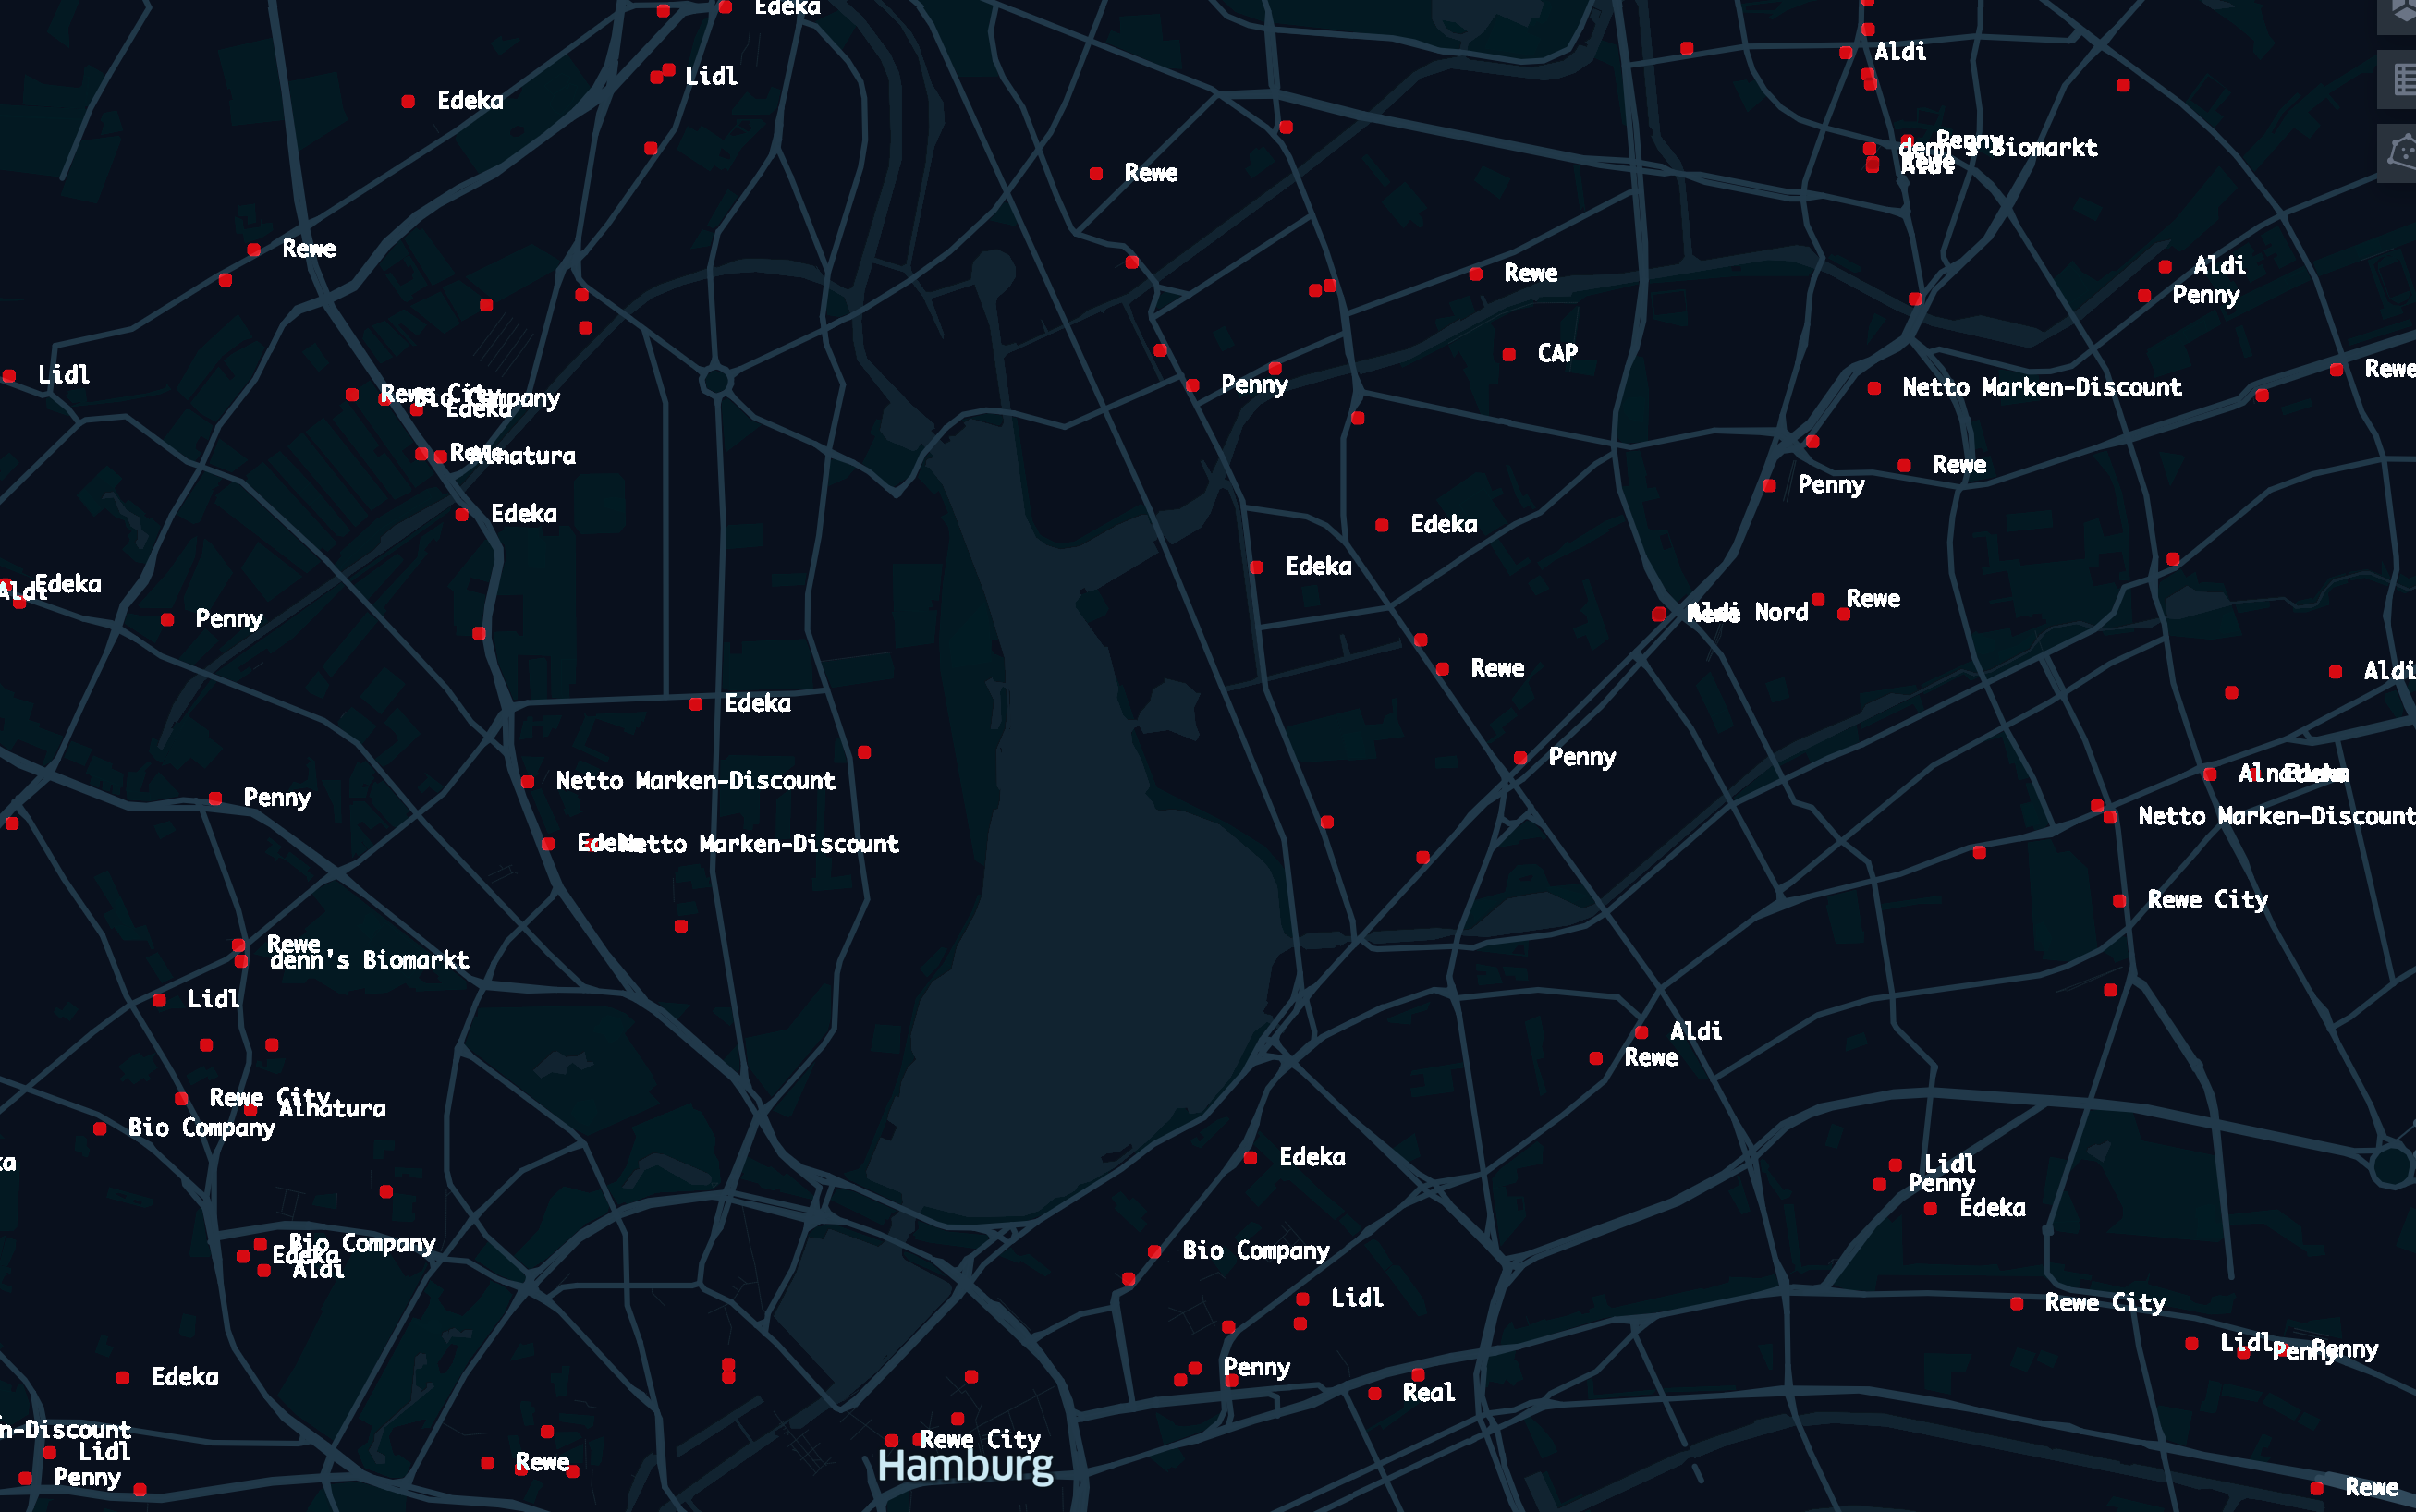 Edeka
Lidl
Aldi
Edeka
Penny
denn's Biomarkt
Rewe
Aldi
Rewe
Rewe
Aldi
Rewe
Penny
CAP
Lidl
Rewe
Penny
Netto Marken-Discount
Rewe City
Bio Company
Edeka
Rewe
Alnatura
Rewe
Penny
Edeka
Edeka
Edeka
Edeka
Aldi
Rewe
Aldi Nord
Rewe
Penny
Rewe
Aldi
Edeka
Penny
Netto Marken-Discount
Alnatura
Edeka
Penny
Netto Marken-Discount
Edeka
Netto Marken-Discount
Rewe City
Rewe
denn's Biomarkt
Lidl
Aldi
Rewe
Rewe City
Alnatura
Bio Company
Edeka
ka
Lidl
Penny
Edeka
Bio Company
Edeka
Aldi
Bio Company
Lidl
Rewe City
Lidl
Penny
Penny
Edeka
Penny
Real
n-Discount
Lidl
Rewe City
Rewe
Hamburg
Penny
Rewe